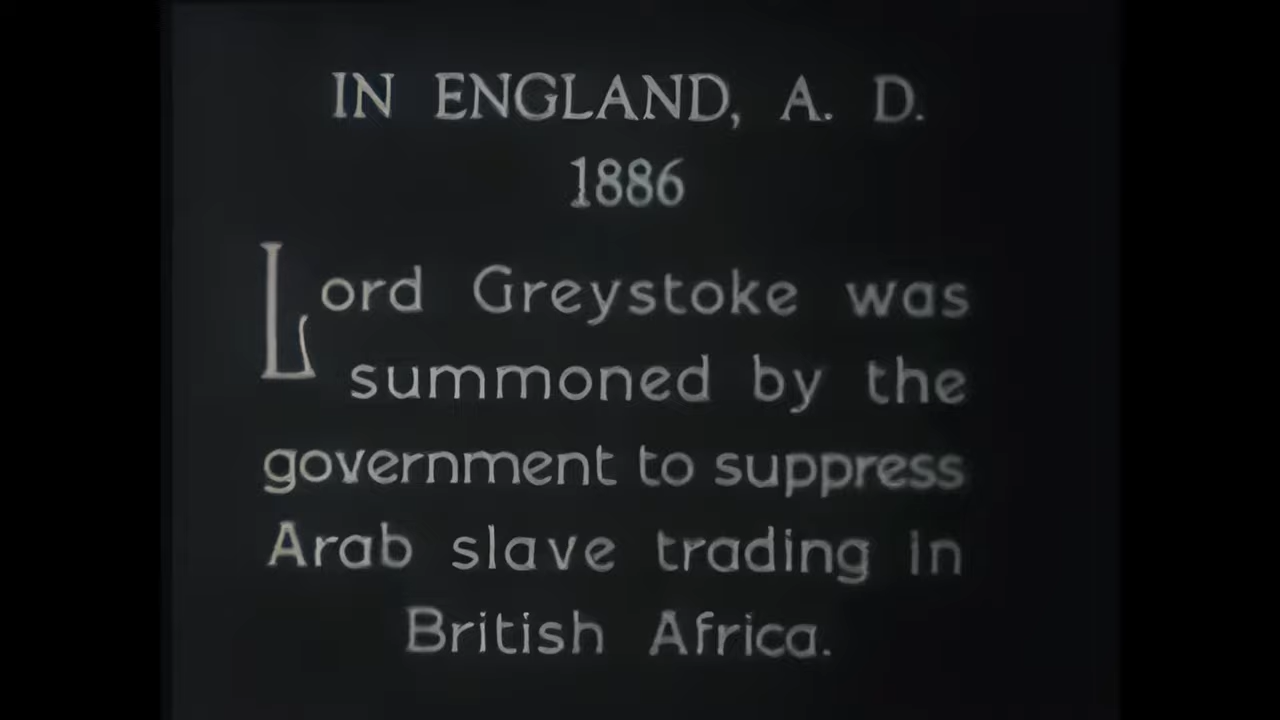 IN ENGLAND, A. D.
1886
Lord Greystoke was
summoned by the
government to suppress
Arab slave trading in
British Africa.